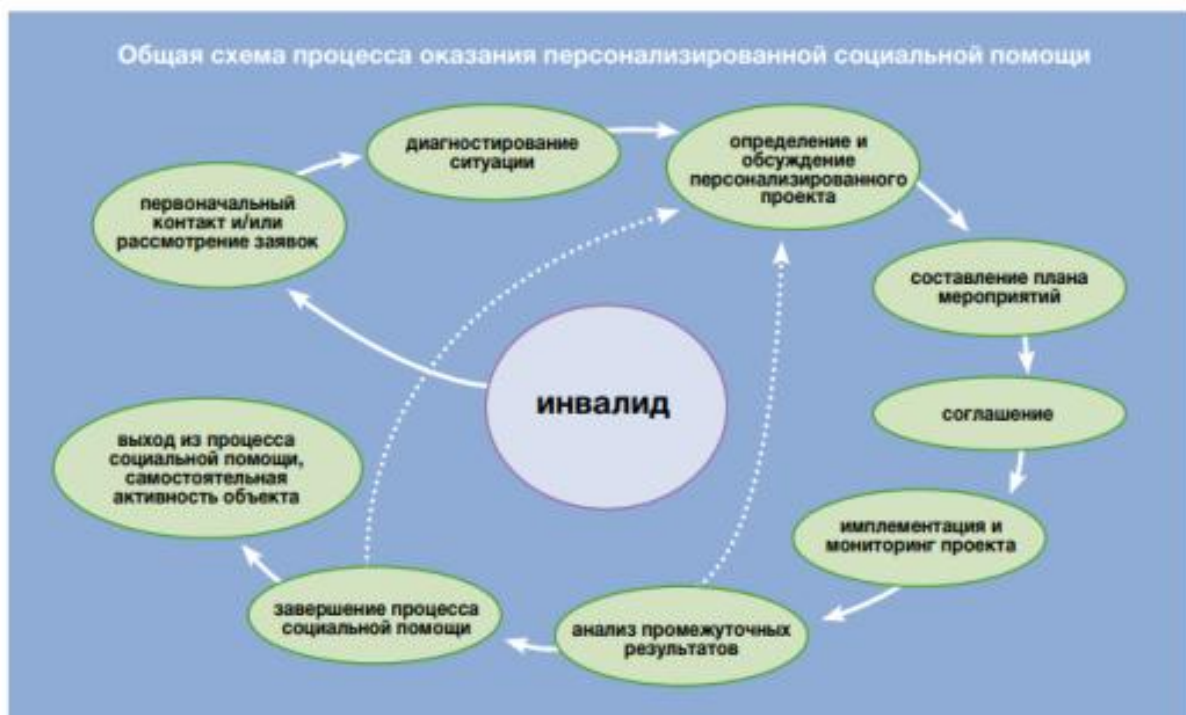 Общая схема процесса оказания персонализированной социальной помощи
диагностирование
ситуации
определение и
обсуждение
персонализированного
проекта
первоначальный
контакт и/или
рассмотрение заявок
составление плана
мероприятий
инвалид
соглашение
выход из процесса
социальной помощи,
самостоятельная
активность объекта
имплементация и
мониторинг проекта
завершение процесса
социальной помощи
анализ промежуточных
результатов